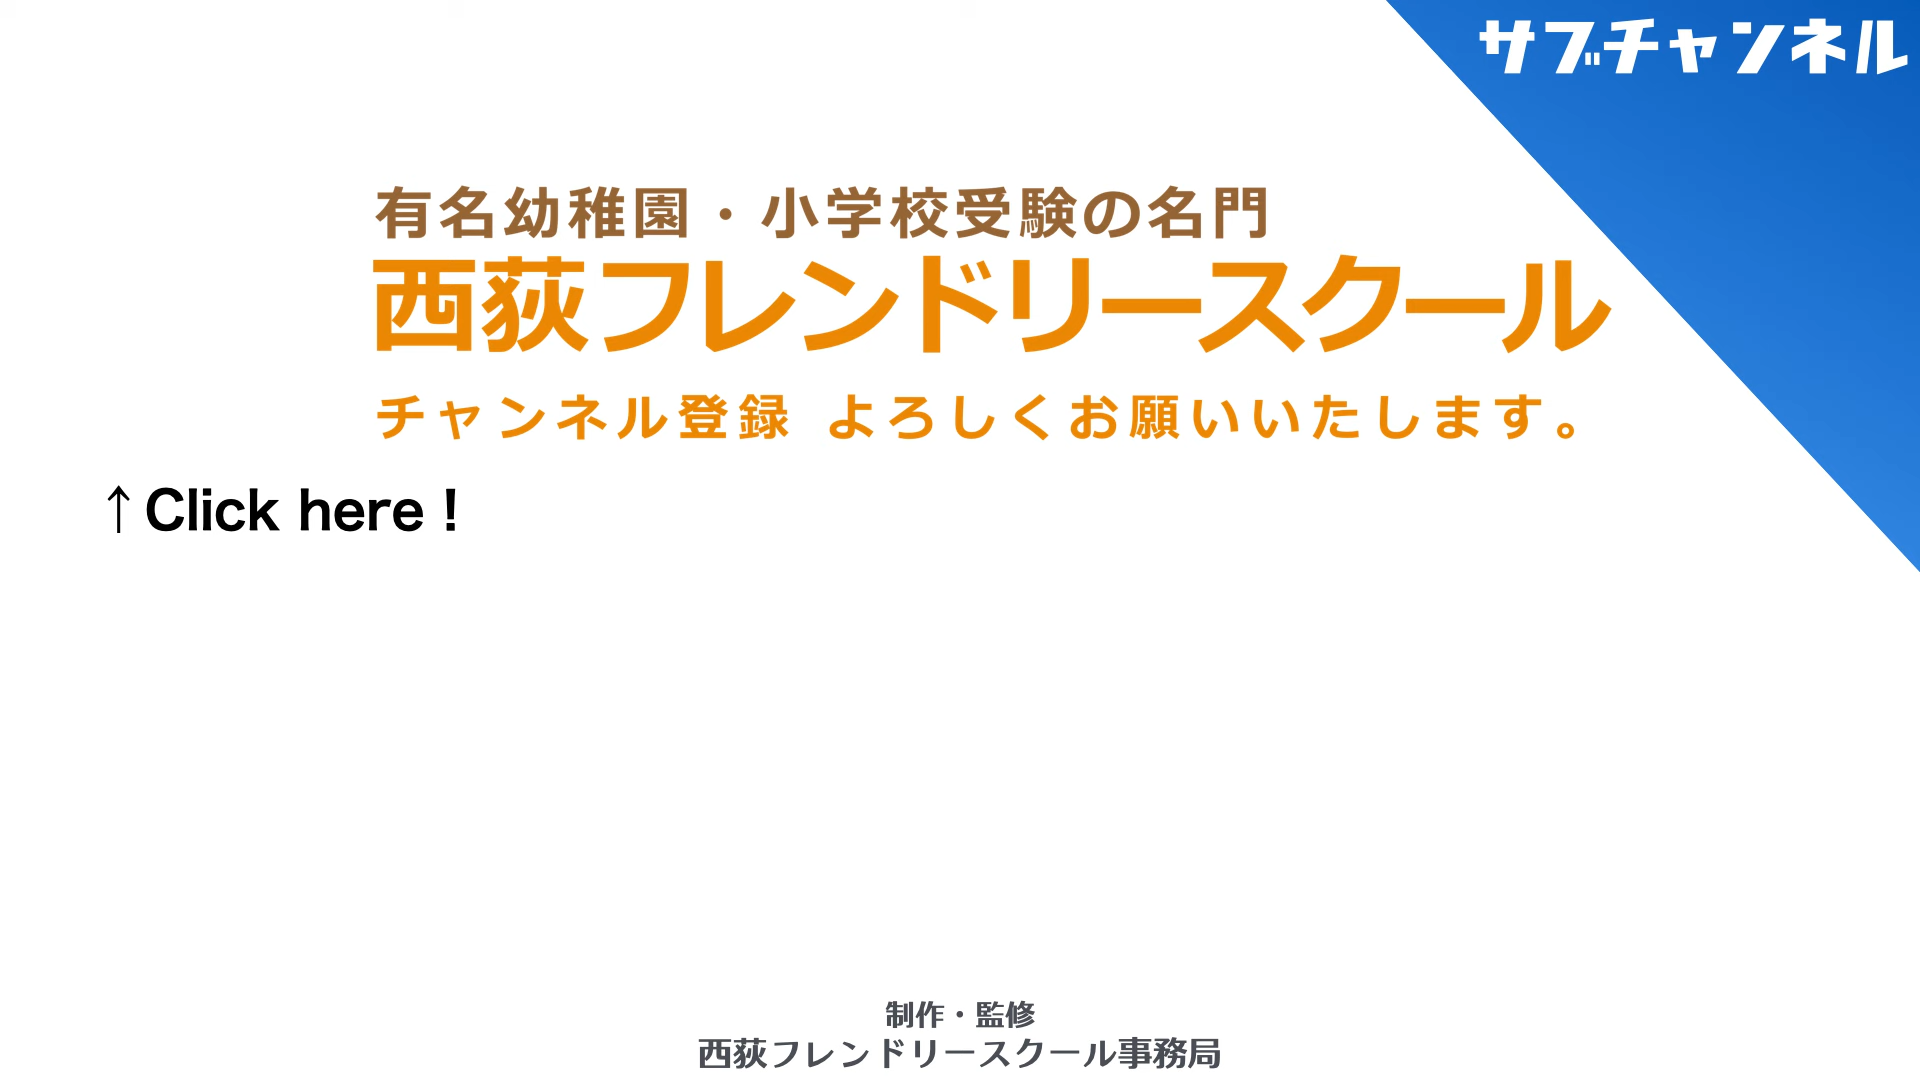 サブチャンネル
有名幼稚園・小学校受験の名門
西荻フレンドリースクール
チャンネル登録 よろしくお願いいたします。
↑Click here !
制作・監修
西荻フレンドリースクール事務局